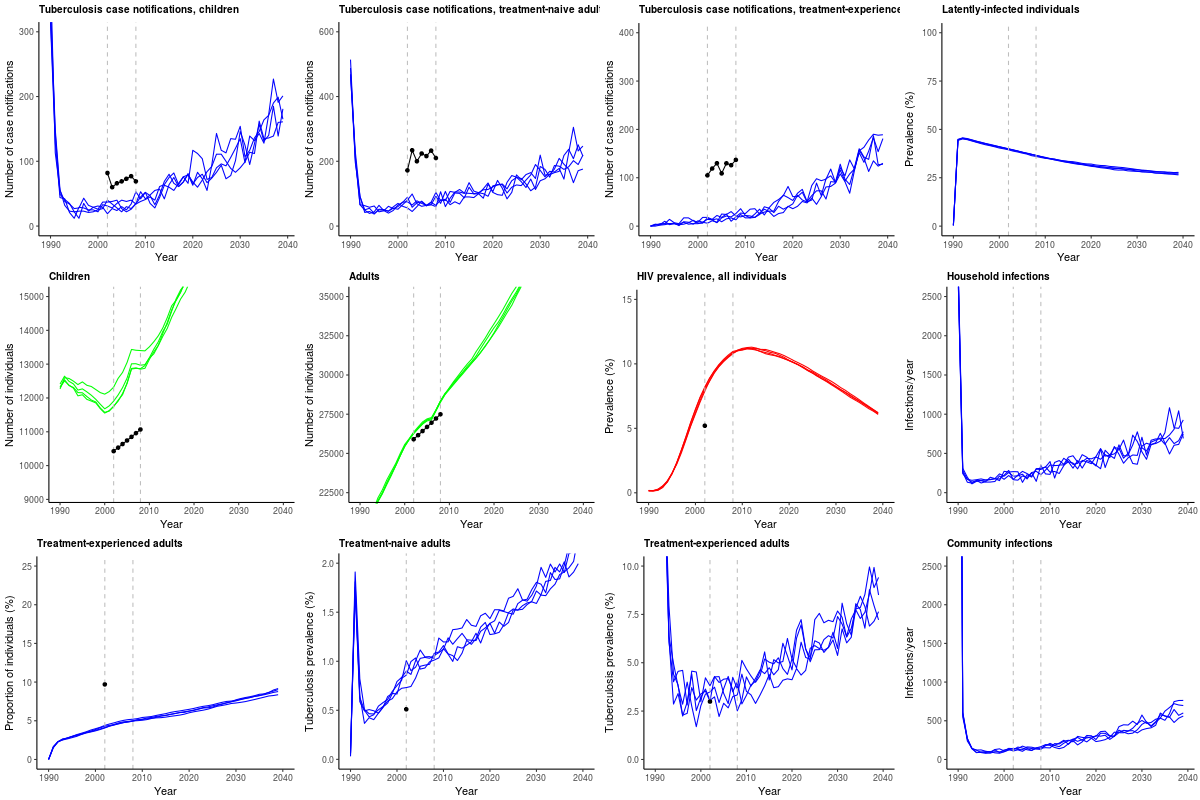 Tuberculosis case notifications, children
Number of case notifications
300
200
100
0
1990 2000 2010 2020 2030 2040
Year
Tuberculosis case notifications, treatment-naive adul
Number of case notifications
600
400
200
0
1990 2000 2010 2020 2030 2040
Year
Tuberculosis case notifications, treatment-experience
Number of case notifications
400
300
200
100
0
1990 2000 2010 2020 2030 2040
Year
Latently-infected individuals
Prevalence (%)
100
75
50
25
0
1990 2000 2010 2020 2030 2040
Year
Children
Number of individuals
15000
14000
13000
12000
11000
10000
9000
1990 2000 2010 2020 2030 2040
Year
Adults
Number of individuals
35000
32500
30000
27500
25000
22500
1990 2000 2010 2020 2030 2040
Year
HIV prevalence, all individuals
Prevalence (%)
15
10
5
0
1990 2000 2010 2020 2030 2040
Year
Household infections
Infections/year
2500
2000
1500
1000
500
0
1990 2000 2010 2020 2030 2040
Year
Treatment-experienced adults
Proportion of individuals (%)
25
20
15
10
5
0
1990 2000 2010 2020 2030 2040
Year
Treatment-naive adults
Tuberculosis prevalence (%)
2.0
1.5
1.0
0.5
0.0
1990 2000 2010 2020 2030 2040
Year
Treatment-experienced adults
Tuberculosis prevalence (%)
10.0
7.5
5.0
2.5
0.0
1990 2000 2010 2020 2030 2040
Year
Community infections
Infections/year
2500
2000
1500
1000
500
0
1990 2000 2010 2020 2030 2040
Year